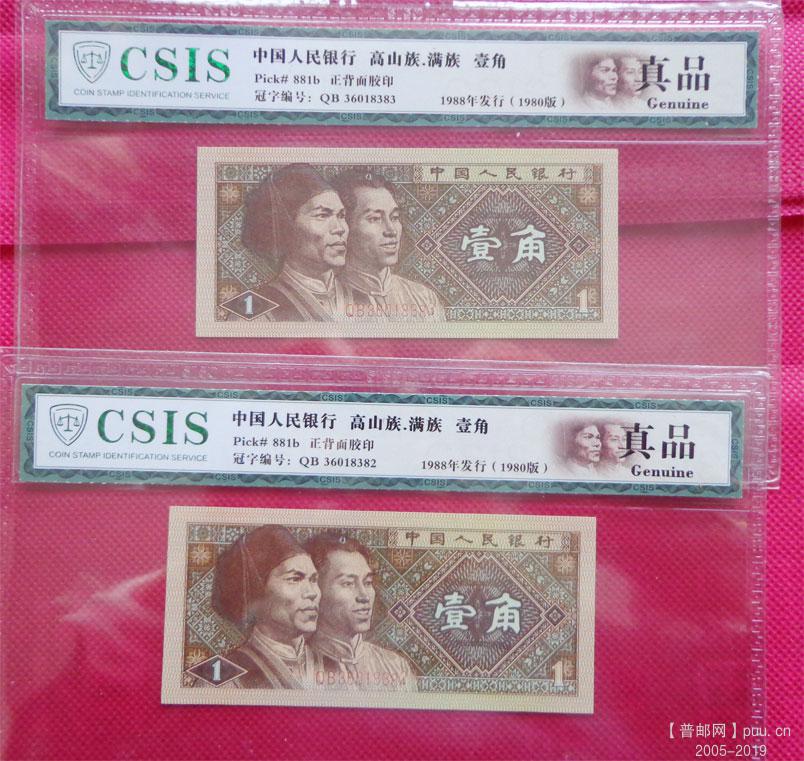 CSIS
COIN STAMP IDENTIFICATION SERVICE
中国人民银行 高山族.满族 壹角
Pick# 881b 正背面胶印
冠字编号: QB 36018383 1988年发行(1980版)
真品
Genuine
中国人民银行
壹角
1
1
CSIS
COIN STAMP IDENTIFICATION SERVICE
中国人民银行 高山族.满族 壹角
Pick# 881b 正背面胶印
冠字编号: QB 36018382 1988年发行(1980版)
真品
Genuine
中国人民银行
壹角
1
1
【普邮网】puu.cn
2005-2019